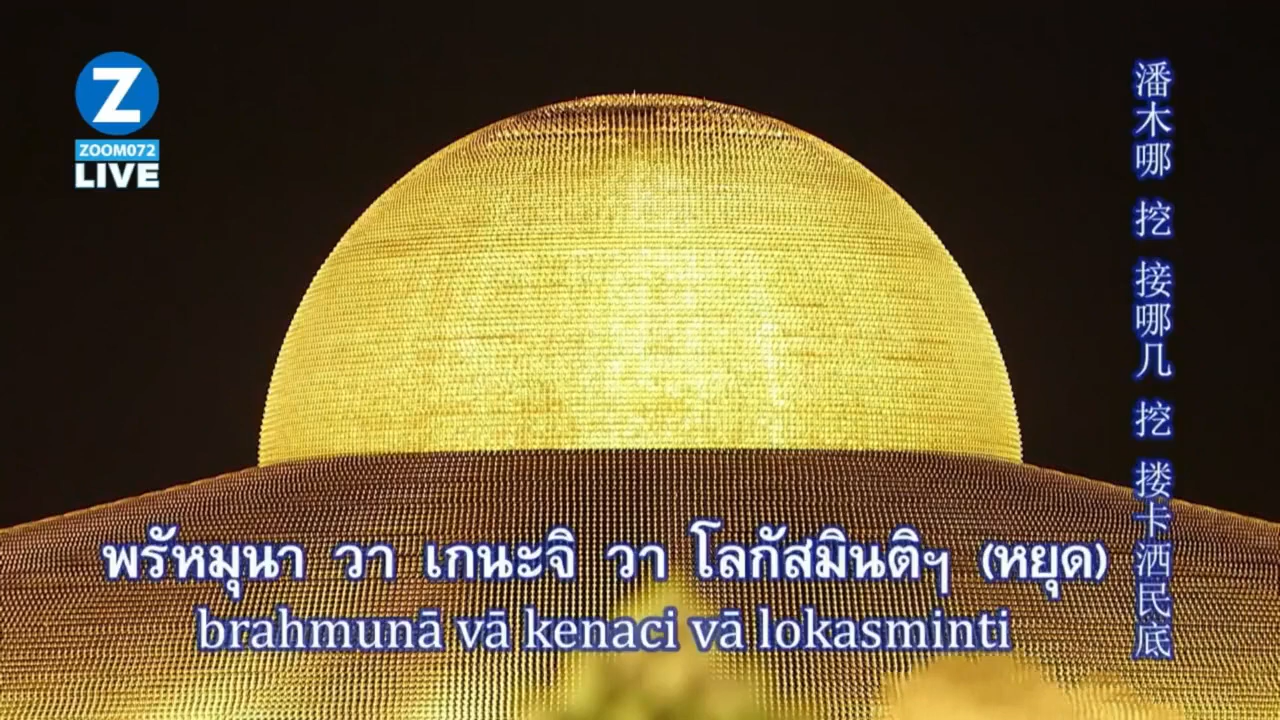 Z
ZOOM072
LIVE
潘木哪 挖 接哪几 挖 搂卡洒民底
พรัหมุนา วา เกนะจิ วา โลกัสมินติฯ (หยุด)
brahmunā vā kenaci vā lokasminti